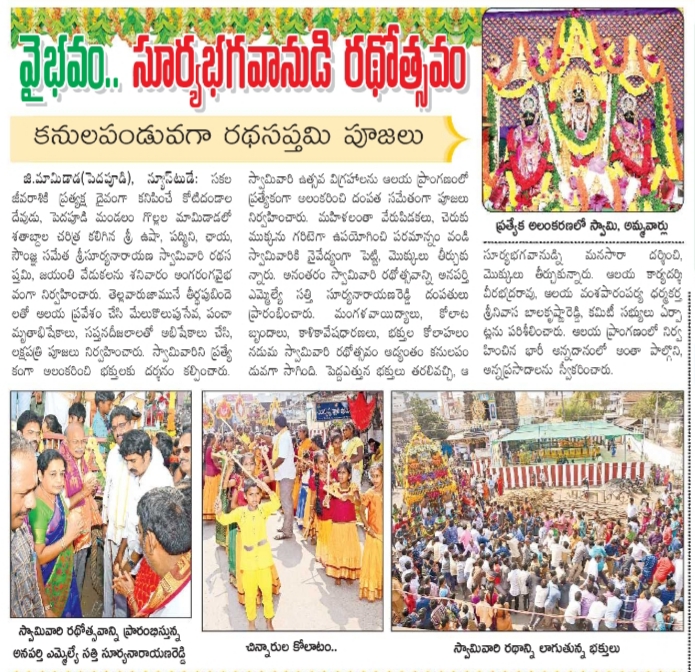 వైభవం.. సూర్యభగవానుడి రథోత్సవం
కనులపండువగా రథసప్తమి పూజలు
జి.మామిడాడ(పెదపూడి), న్యూస్‌టుడే: సకల
జీవరాశికి ప్రత్యక్ష దైవంగా కనిపించే కోటిదండాల
దేవుడు, పెదపూడి మండలం గొల్లల మామిడాడలో
శతాబ్దాల చరిత్ర కలిగిన శ్రీ ఉషా, పద్మిని, ఛాయ,
సౌంజ్ఞ సమేత శ్రీసూర్యనారాయణ స్వామివారి రథస
ప్తమి, జయంతి వేడుకలను శనివారం అంగరంగవైభ
వంగా నిర్వహించారు. తెల్లవారుజామునే తీర్థపుబిందె
లతో ఆలయ ప్రవేశం చేసి మేలుకొలుపుసేవ, పంచా
మృతాభిషేకాలు, సప్తనదీజలాలతో అభిషేకాలు చేసి,
లక్షపత్రి పూజలు నిర్వహించారు. స్వామివారిని ప్రత్యే
కంగా అలంకరించి భక్తులకు దర్శనం కల్పించారు.
స్వామివారి ఉత్సవ విగ్రహాలను ఆలయ ప్రాంగణంలో
ప్రత్యేకంగా అలంకరించి దంపత సమేతంగా పూజలు
నిర్వహించారు. మహిళలంతా వేరుపిడకలు, చెరుకు
ముక్కను గరిటెగా ఉపయోగించి పరమాన్నం వండి
స్వామివారికి నైవేద్యంగా పెట్టి, మొక్కులు తీర్చుకు
న్నారు. అనంతరం స్వామివారి రథోత్సవాన్ని అనపర్తి
ఎమ్మెల్యే సత్తి సూర్యనారాయణరెడ్డి దంపతులు
ప్రారంభించారు. మంగళవాయిద్యాలు, కోలాట
బృందాలు, కాళికావేషధారణలు, భక్తుల కోలాహలం
నడుమ స్వామివారి రథోత్సవం అద్యంతం కనులపం
డువగా సాగింది. పెద్దఎత్తున భక్తులు తరలివచ్చి, ఆ
ప్రత్యేక అలంకరణలో స్వామి, అమ్మవార్లు
సూర్యభగవానుడ్ని మనసారా దర్శించి,
మొక్కులు తీర్చుకున్నారు. ఆలయ కార్యదర్శి
వీరభద్రరావు, ఆలయ వంశపారంపర్య ధర్మకర్త
శ్రీనివాస బాలకృష్ణారెడ్డి, కమిటీ సభ్యులు ఏర్పా
ట్లను పరిశీలించారు. ఆలయ ప్రాంగణంలో నిర్వ
హించిన భారీ అన్నదానంలో అంతా పాల్గొని,
అన్నప్రసాదాలను స్వీకరించారు.
స్వామివారి రథోత్సవాన్ని ప్రారంభిస్తున్న
అనపర్తి ఎమ్మెల్యే సత్తి సూర్యనారాయణరెడ్డి
చిన్నారుల కోలాటం..
స్వామివారి రథాన్ని లాగుతున్న భక్తులు